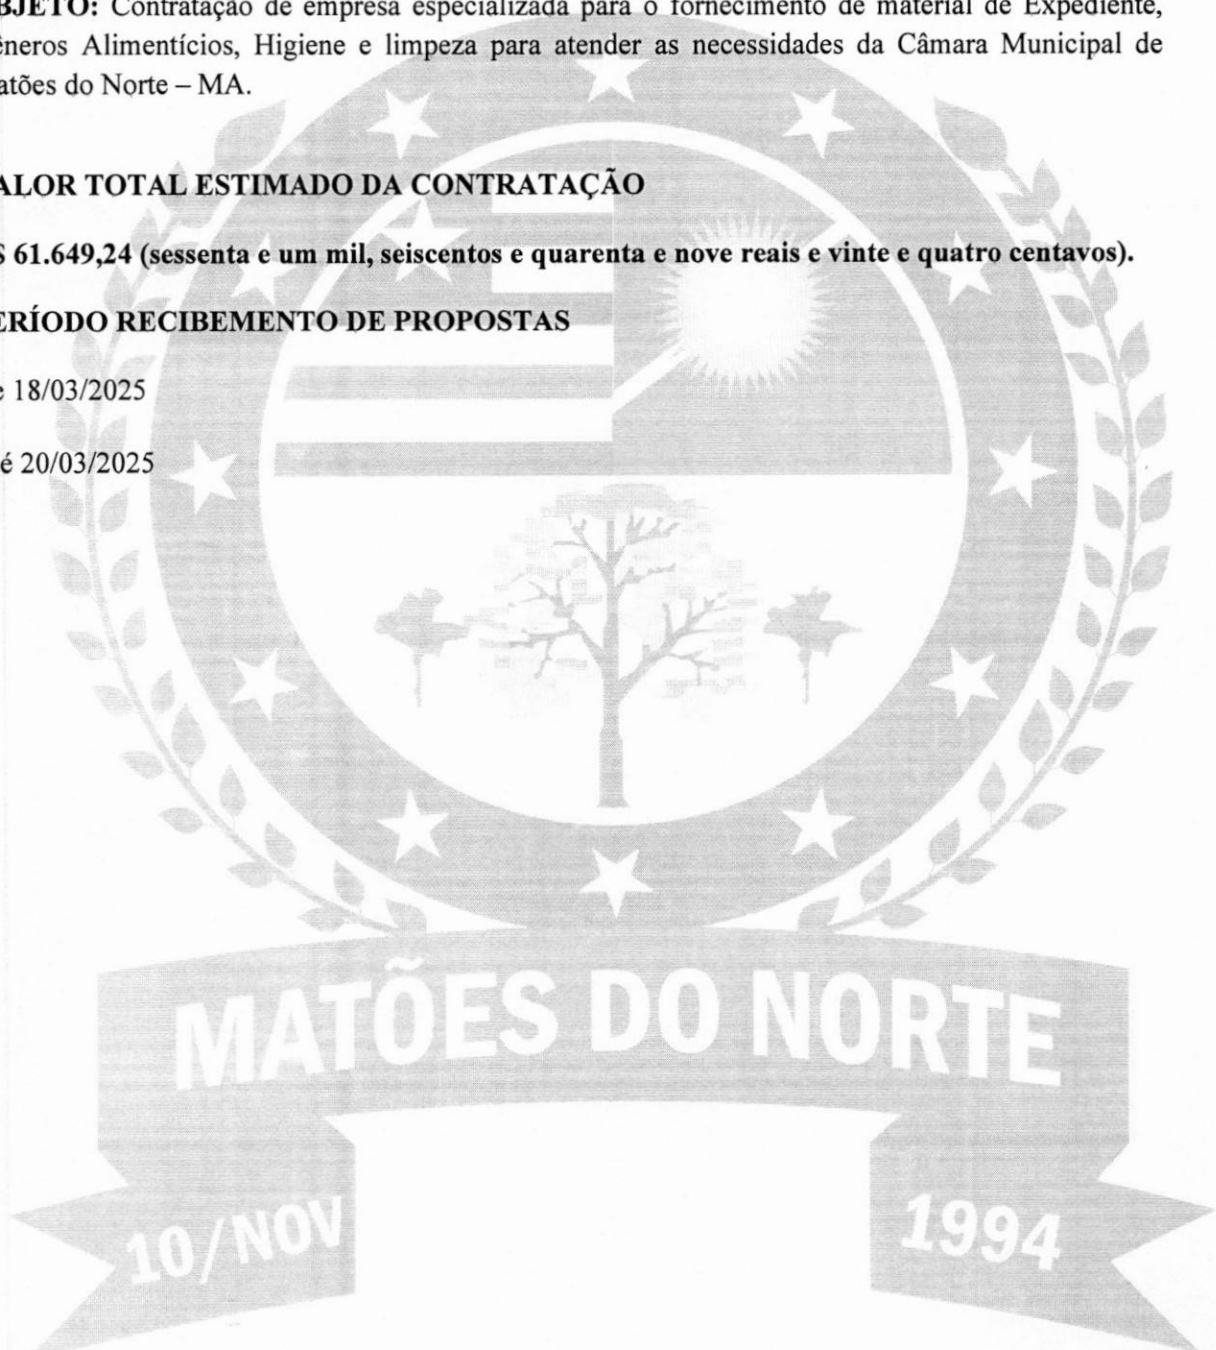 BJETO: Contratação de empresa especializada para o fornecimento de material de Expediente,
êneros Alimentícios, Higiene e limpeza para atender as necessidades da Câmara Municipal de
atões do Norte – MA.
ALOR TOTAL ESTIMADO DA CONTRATAÇÃO
$ 61.649,24 (sessenta e um mil, seiscentos e quarenta e nove reais e vinte e quatro centavos).
ERÍODO RECIBEMENTO DE PROPOSTAS
e 18/03/2025
é 20/03/2025
MATÕES DO NORTE
10/NOV
1994